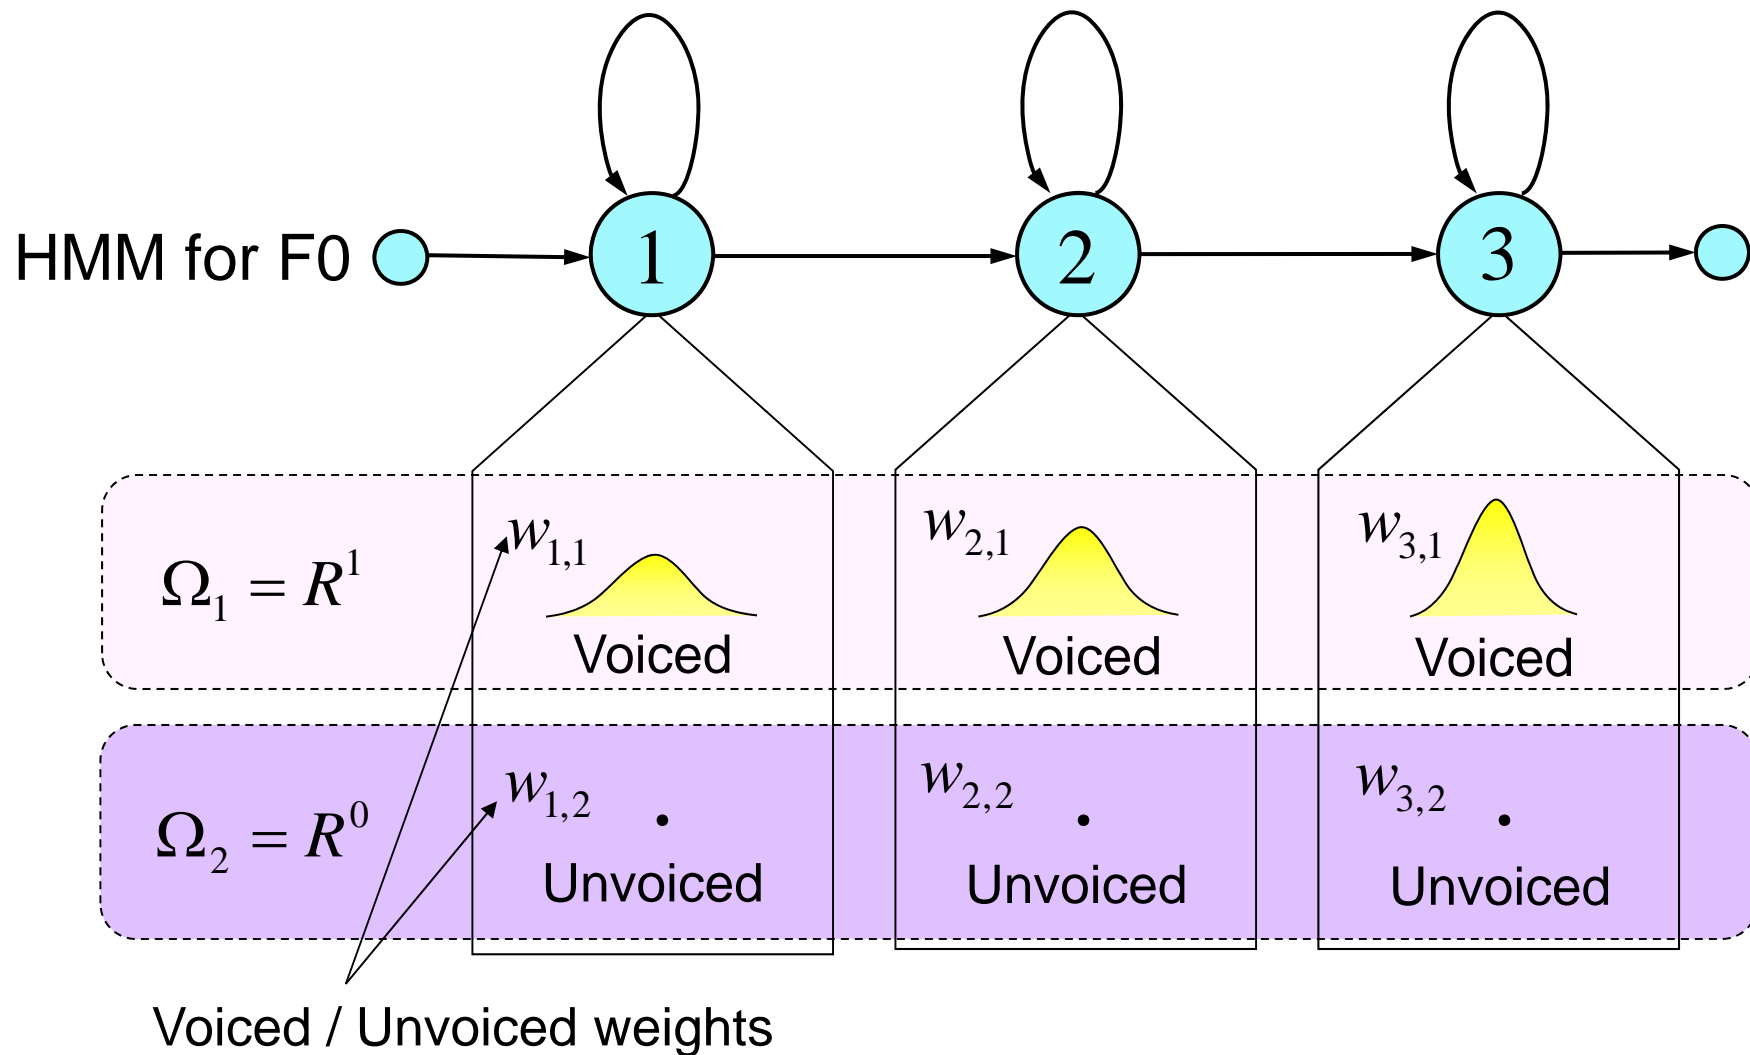 HMM for F0
1
2
3
Ω₁ = R¹
w₁,₁
Voiced
w₂,₁
Voiced
w₃,₁
Voiced
Ω₂ = R⁰
w₁,₂
Unvoiced
w₂,₂
Unvoiced
w₃,₂
Unvoiced
Voiced / Unvoiced weights